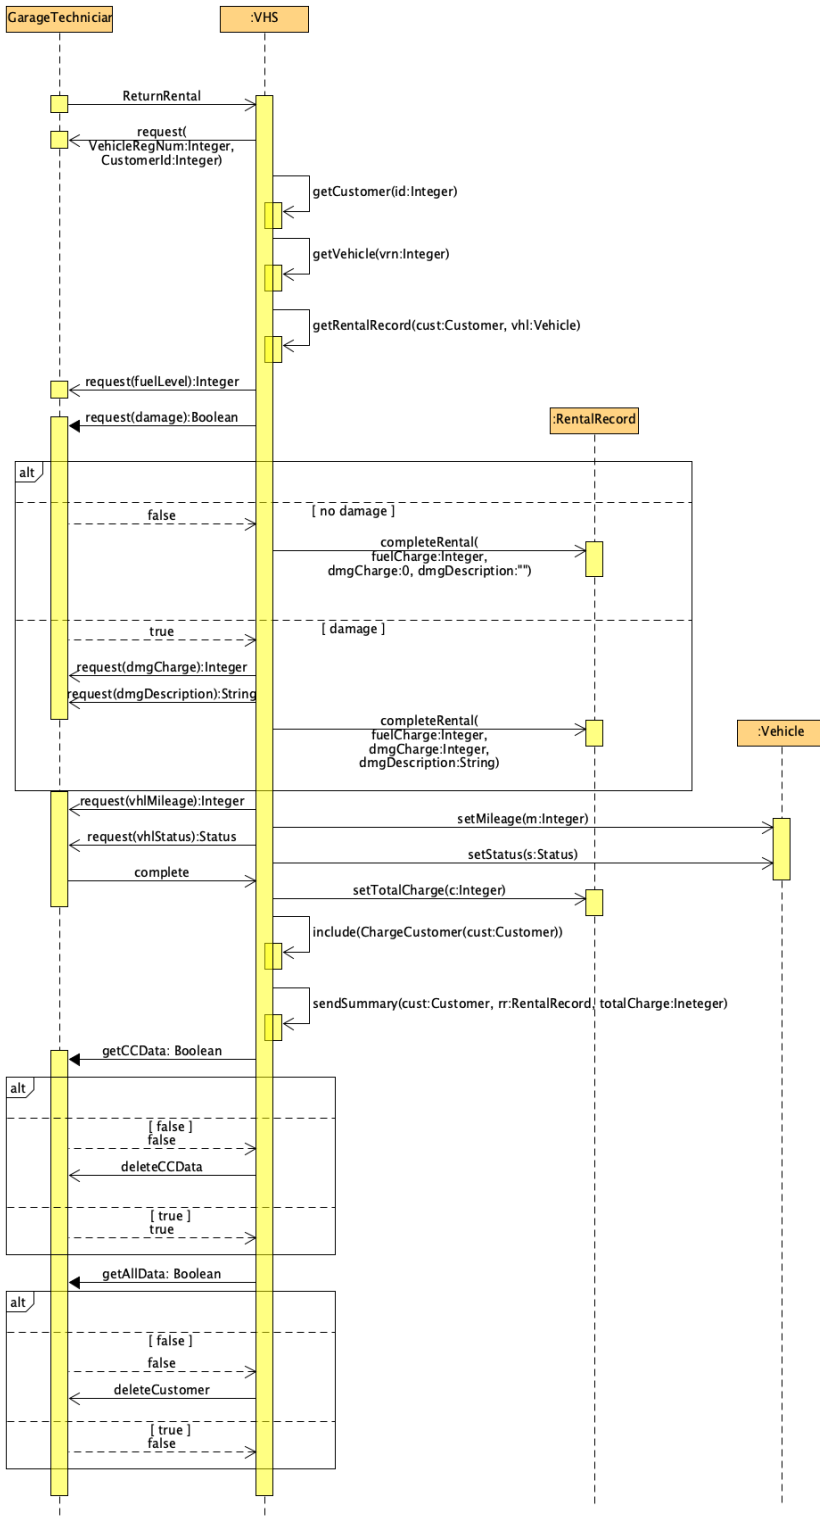 GarageTechnician
:VHS
ReturnRental
request(
VehicleRegNum:Integer,
CustomerId:Integer)
getCustomer(id:Integer)
getVehicle(vrn:Integer)
getRentalRecord(cust:Customer, vhl:Vehicle)
request(fuelLevel):Integer
request(damage):Boolean
:RentalRecord
alt
[ no damage ]
false
completeRental(
fuelCharge:Integer,
dmgCharge:0, dmgDescription:"")
[ damage ]
true
request(dmgCharge):Integer
request(dmgDescription):String
completeRental(
fuelCharge:Integer,
dmgCharge:Integer,
dmgDescription:String)
:Vehicle
request(vhlMileage):Integer
setMileage(m:Integer)
request(vhlStatus):Status
setStatus(s:Status)
complete
setTotalCharge(c:Integer)
include(ChargeCustomer(cust:Customer))
sendSummary(cust:Customer, rr:RentalRecord, totalCharge:Ineteger)
getCCData: Boolean
alt
[ false ]
false
deleteCCData
[ true ]
true
getAllData: Boolean
alt
[ false ]
false
deleteCustomer
[ true ]
false